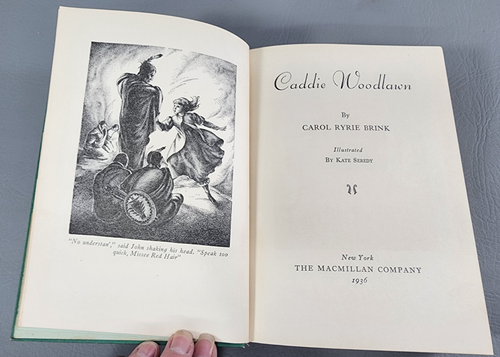 "No understan'," said John shaking his head. "Speak too
quick, Missee Red Hair"
Caddie Woodlawn
By
CAROL RYRIE BRINK
Illustrated
By KATE SEREDY
New York
THE MACMILLAN COMPANY
1936